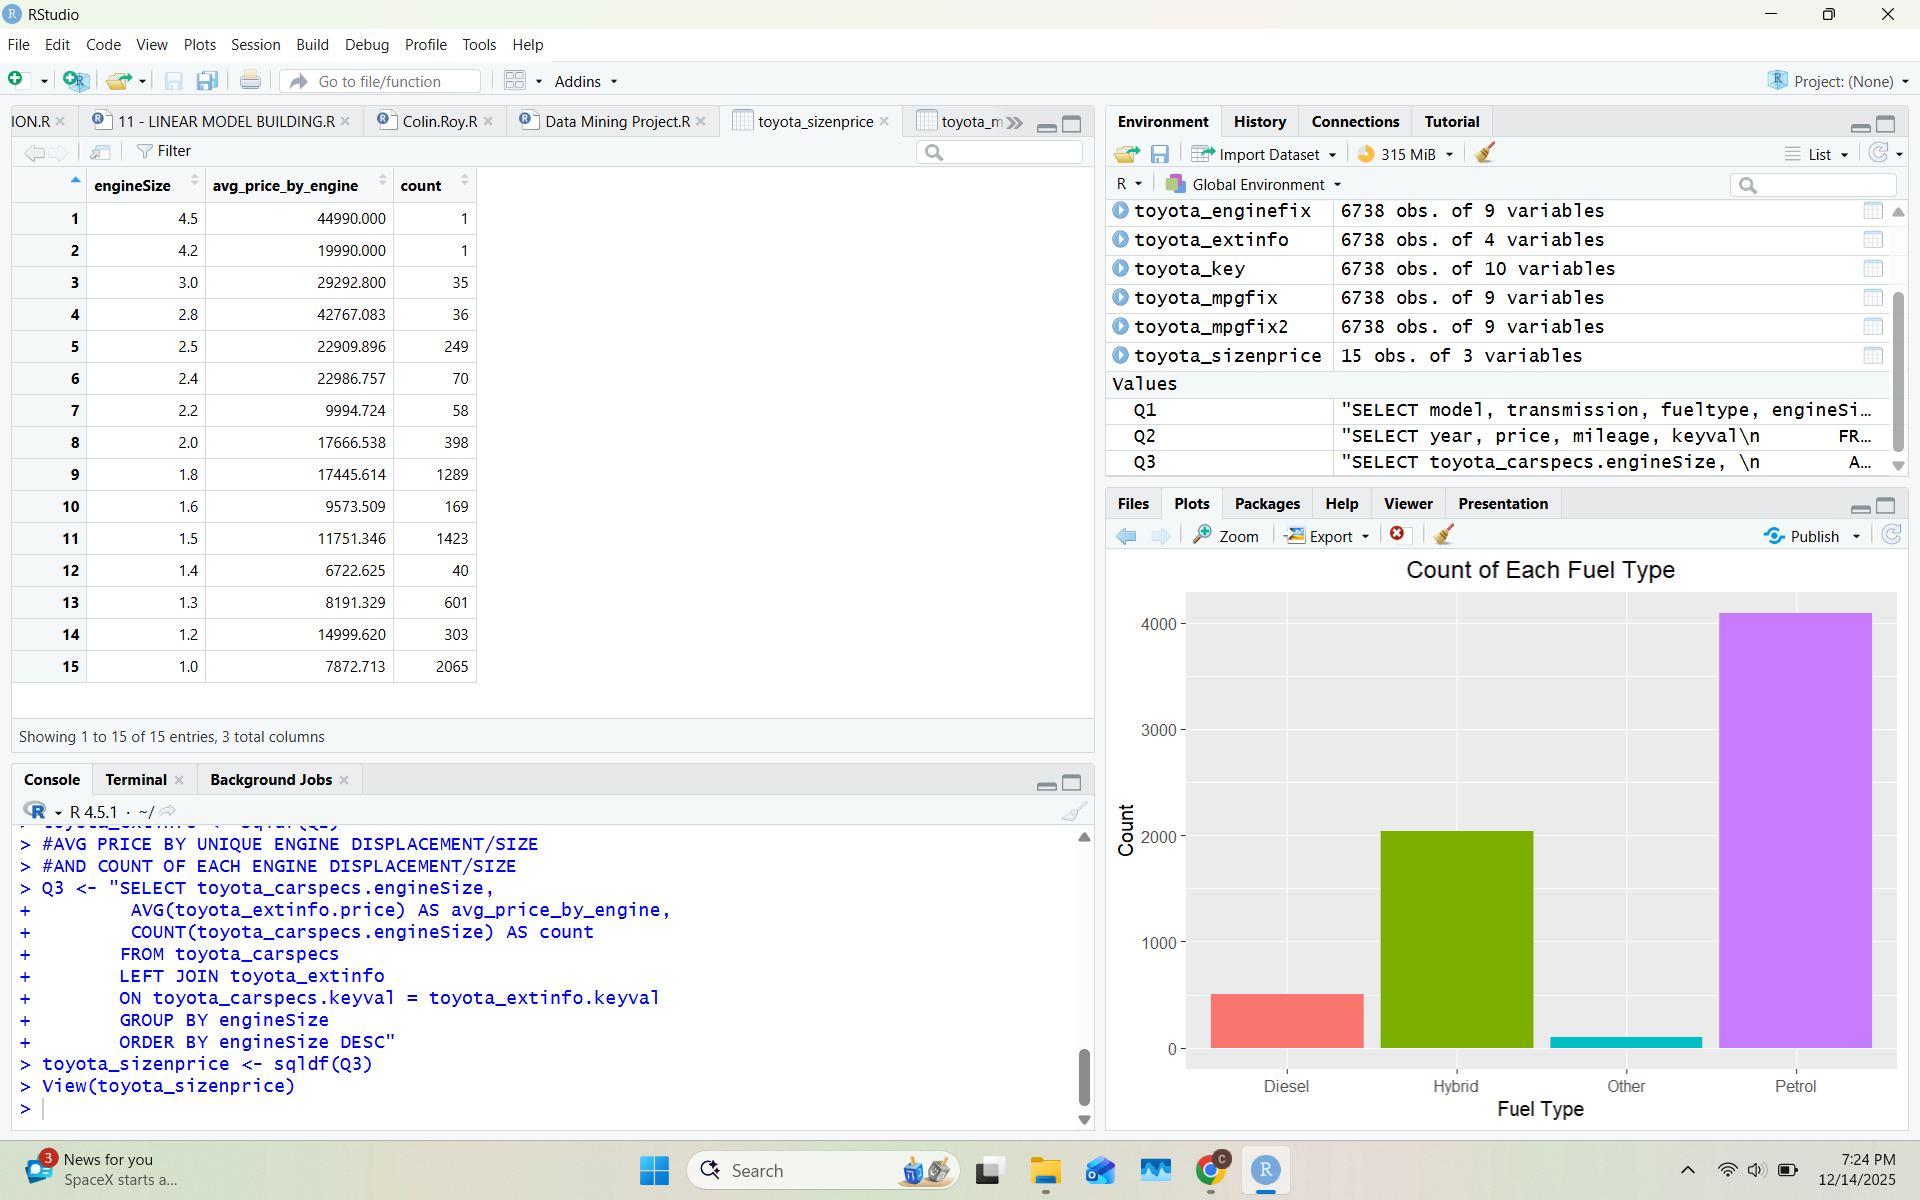 RStudio
File Edit Code View Plots Session Build Debug Profile Tools Help
Go to file/function Addins Project: (None)
ION.R 11 - LINEAR MODEL BUILDING.R Colin.Roy.R Data Mining Project.R toyota_sizenprice toyota_m
Filter
engineSize avg_price_by_engine count
1 4.5 44990.000 1
2 4.2 19990.000 1
3 3.0 29292.800 35
4 2.8 42767.083 36
5 2.5 22909.896 249
6 2.4 22986.757 70
7 2.2 9994.724 58
8 2.0 17666.538 398
9 1.8 17445.614 1289
10 1.6 9573.509 169
11 1.5 11751.346 1423
12 1.4 6722.625 40
13 1.3 8191.329 601
14 1.2 14999.620 303
15 1.0 7872.713 2065
Showing 1 to 15 of 15 entries, 3 total columns
Console Terminal Background Jobs
R R 4.5.1 · ~/
> #AVG PRICE BY UNIQUE ENGINE DISPLACEMENT/SIZE
> #AND COUNT OF EACH ENGINE DISPLACEMENT/SIZE
> Q3 <- "SELECT toyota_carspecs.engineSize,
+ AVG(toyota_extinfo.price) AS avg_price_by_engine,
+ COUNT(toyota_carspecs.engineSize) AS count
+ FROM toyota_carspecs
+ LEFT JOIN toyota_extinfo
+ ON toyota_carspecs.keyval = toyota_extinfo.keyval
+ GROUP BY engineSize
+ ORDER BY engineSize DESC"
> toyota_sizenprice <- sqldf(Q3)
> View(toyota_sizenprice)
>
Environment History Connections Tutorial
Import Dataset 315 MiB List
R Global Environment
toyota_enginefix 6738 obs. of 9 variables
toyota_extinfo 6738 obs. of 4 variables
toyota_key 6738 obs. of 10 variables
toyota_mpgfix 6738 obs. of 9 variables
toyota_mpgfix2 6738 obs. of 9 variables
toyota_sizenprice 15 obs. of 3 variables
Values
Q1 "SELECT model, transmission, fueltype, engineSi…
Q2 "SELECT year, price, mileage, keyval\n FR…
Q3 "SELECT toyota_carspecs.engineSize, \n A…
Files Plots Packages Help Viewer Presentation
Zoom Export Publish
Count of Each Fuel Type
4000
3000
2000
1000
0
Count
Diesel Hybrid Other Petrol
Fuel Type
3 News for you
SpaceX starts a...
Search
C
R
7:24 PM
12/14/2025